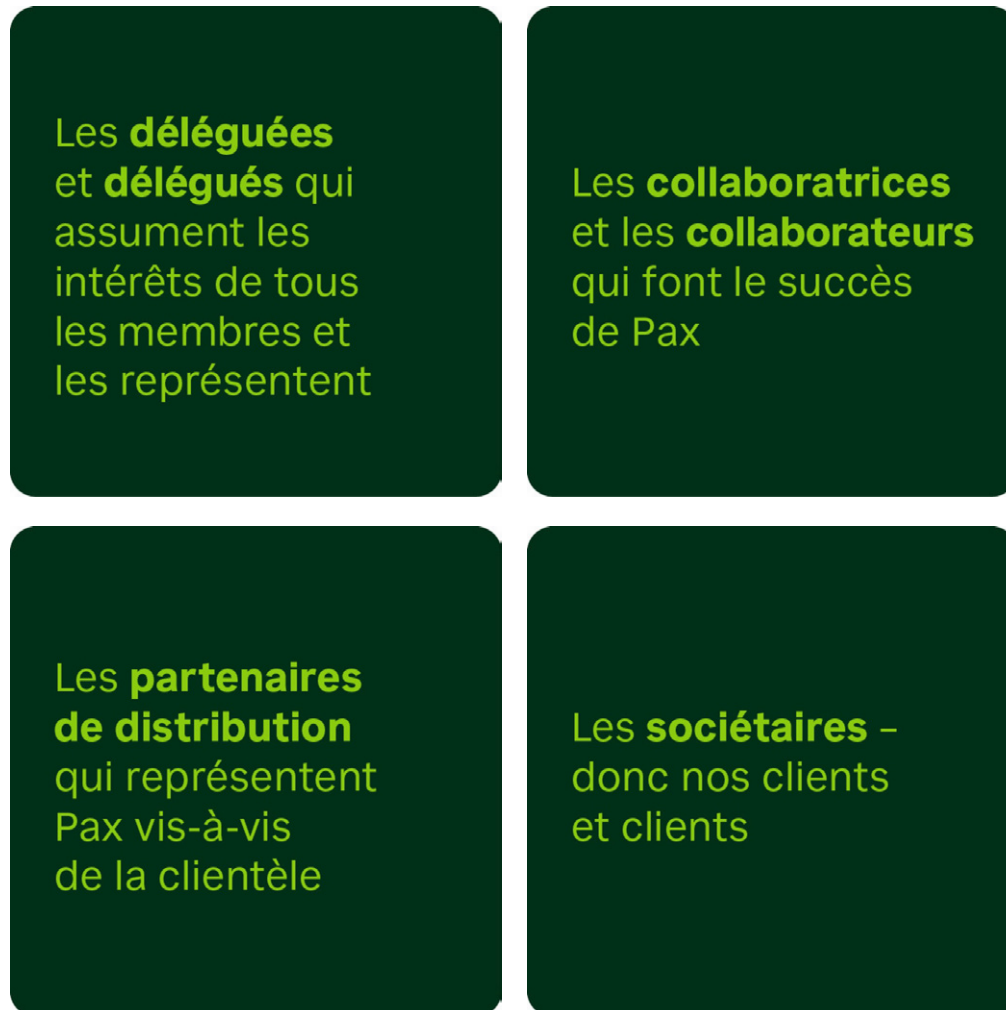 Les déléguées
et délégués qui
assument les
intérêts de tous
les membres et
les représentent
Les collaboratrices
et les collaborateurs
qui font le succès
de Pax
Les partenaires
de distribution
qui représentent
Pax vis-à-vis
de la clientèle
Les sociétaires –
donc nos clients
et clients